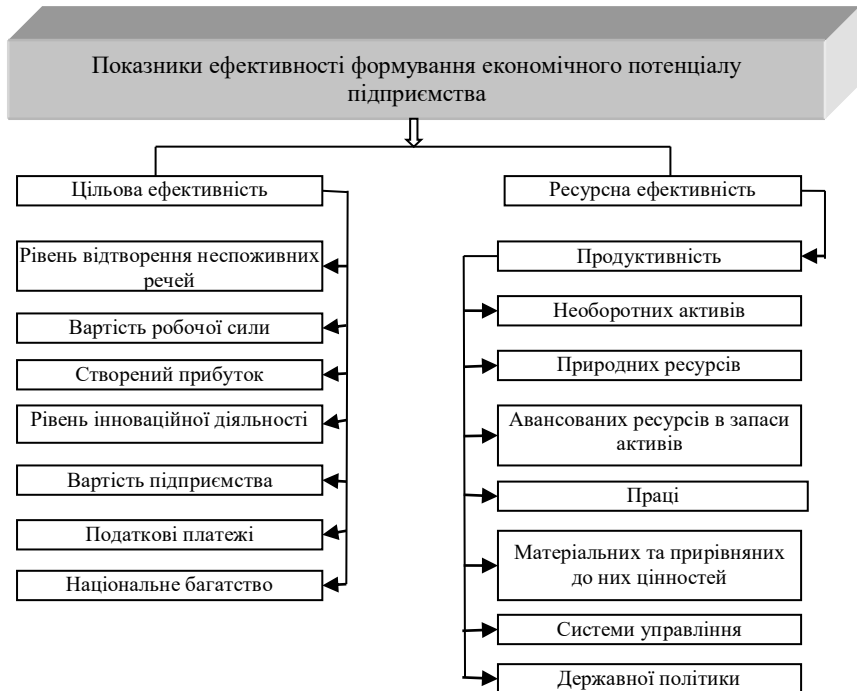 Показники ефективності формування економічного потенціалу
підприємства
Цільова ефективність
Рівень відтворення неспоживних
речей
Вартість робочої сили
Створений прибуток
Рівень інноваційної діяльності
Вартість підприємства
Податкові платежі
Національне багатство
Ресурсна ефективність
Продуктивність
Необоротних активів
Природних ресурсів
Авансованих ресурсів в запаси
активів
Праці
Матеріальних та прирівняних
до них цінностей
Системи управління
Державної політики